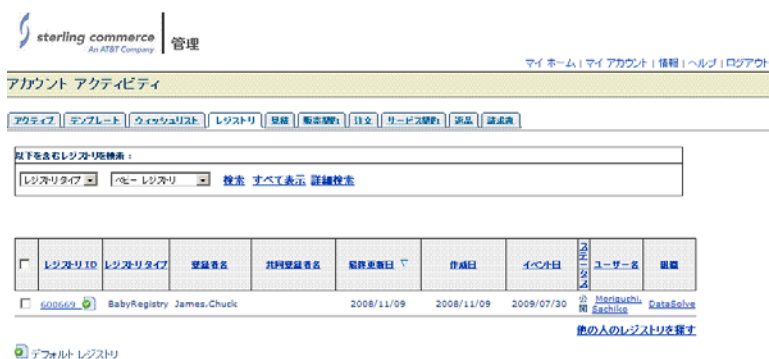 sterling commerce
An AT&T Company
管理
マイ ホーム | マイ アカウント | 情報 | ヘルプ | ログアウト
アカウント アクティビティ
アクティブ テンプレート ウィッシュリスト レジストリ 見積 販売契約 注文 サービス契約 返品 請求書
以下を含むレジストリを検索 :
レジストリタイプ ベビー レジストリ 検索 すべて表示 詳細検索
レジストリ ID レジストリ タイプ 登録者名 共同登録者名 最終更新日 作成日 イベント日 ステータス ユーザー名 組織
600669 BabyRegistry James,Chuck 2008/11/09 2008/11/09 2009/07/30 公開 Moriguchi, Sachiko DataSolve
他の人のレジストリを探す
デフォルト レジストリ